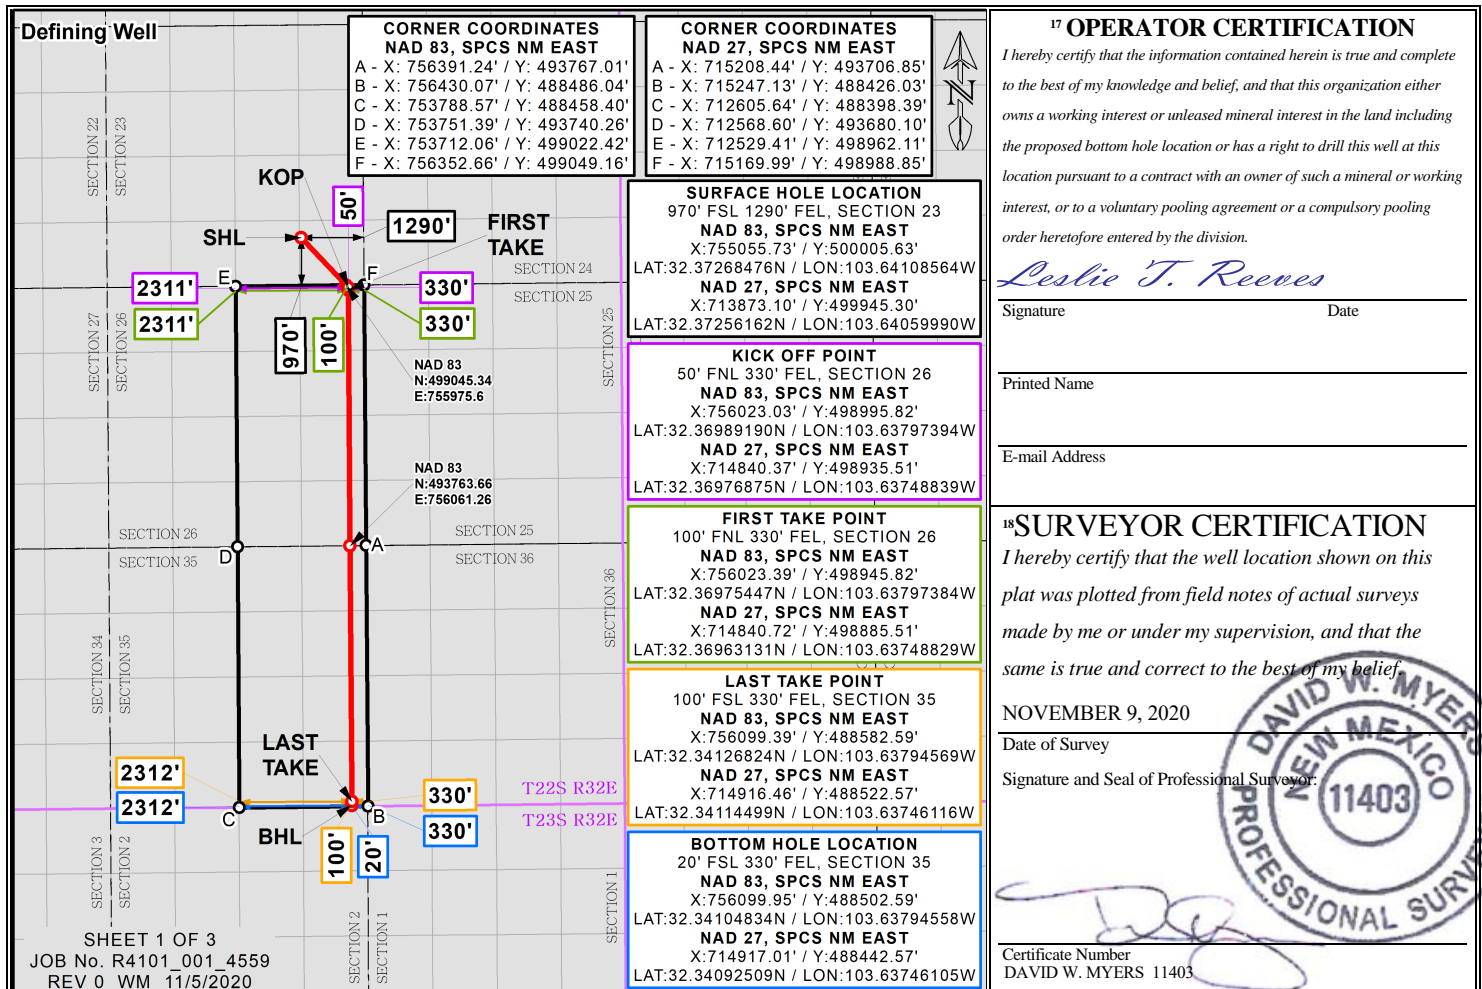 Defining Well
CORNER COORDINATES
NAD 83, SPCS NM EAST
A - X: 756391.24' / Y: 493767.01'
B - X: 756430.07' / Y: 488486.04'
C - X: 753788.57' / Y: 488458.40'
D - X: 753751.39' / Y: 493740.26'
E - X: 753712.06' / Y: 499022.42'
F - X: 756352.66' / Y: 499049.16'
CORNER COORDINATES
NAD 27, SPCS NM EAST
A - X: 715208.44' / Y: 493706.85'
B - X: 715247.13' / Y: 488426.03'
C - X: 712605.64' / Y: 488398.39'
D - X: 712568.60' / Y: 493680.10'
E - X: 712529.41' / Y: 498962.11'
F - X: 715169.99' / Y: 498988.85'
N
SECTION 22
SECTION 23
KOP
50'
1290'
SHL
FIRST
TAKE
E
F
SECTION 24
SECTION 25
2311'
330'
2311'
330'
970'
100'
SECTION 27
SECTION 26
SECTION 25
NAD 83
N:499045.34
E:755975.6
NAD 83
N:493763.66
E:756061.26
SECTION 26
SECTION 35
D
A
SECTION 25
SECTION 36
SECTION 36
SECTION 34
SECTION 35
LAST
TAKE
2312'
2312'
330'
330'
C
B
BHL
100'
20'
T22S R32E
T23S R32E
SECTION 3
SECTION 2
SECTION 2
SECTION 1
SECTION 1
SHEET 1 OF 3
JOB No. R4101_001_4559
REV 0 WM 11/5/2020
SURFACE HOLE LOCATION
970' FSL 1290' FEL, SECTION 23
NAD 83, SPCS NM EAST
X:755055.73' / Y:500005.63'
LAT:32.37268476N / LON:103.64108564W
NAD 27, SPCS NM EAST
X:713873.10' / Y:499945.30'
LAT:32.37256162N / LON:103.64059990W
KICK OFF POINT
50' FNL 330' FEL, SECTION 26
NAD 83, SPCS NM EAST
X:756023.03' / Y:498995.82'
LAT:32.36989190N / LON:103.63797394W
NAD 27, SPCS NM EAST
X:714840.37' / Y:498935.51'
LAT:32.36976875N / LON:103.63748839W
FIRST TAKE POINT
100' FNL 330' FEL, SECTION 26
NAD 83, SPCS NM EAST
X:756023.39' / Y:498945.82'
LAT:32.36975447N / LON:103.63797384W
NAD 27, SPCS NM EAST
X:714840.72' / Y:498885.51'
LAT:32.36963131N / LON:103.63748829W
LAST TAKE POINT
100' FSL 330' FEL, SECTION 35
NAD 83, SPCS NM EAST
X:756099.39' / Y:488582.59'
LAT:32.34126824N / LON:103.63794569W
NAD 27, SPCS NM EAST
X:714916.46' / Y:488522.57'
LAT:32.34114499N / LON:103.63746116W
BOTTOM HOLE LOCATION
20' FSL 330' FEL, SECTION 35
NAD 83, SPCS NM EAST
X:756099.95' / Y:488502.59'
LAT:32.34104834N / LON:103.63794558W
NAD 27, SPCS NM EAST
X:714917.01' / Y:488442.57'
LAT:32.34092509N / LON:103.63746105W
17 OPERATOR CERTIFICATION
I hereby certify that the information contained herein is true and complete
to the best of my knowledge and belief, and that this organization either
owns a working interest or unleased mineral interest in the land including
the proposed bottom hole location or has a right to drill this well at this
location pursuant to a contract with an owner of such a mineral or working
interest, or to a voluntary pooling agreement or a compulsory pooling
order heretofore entered by the division.
Leslie T. Reeves
Signature Date
Printed Name
E-mail Address
18 SURVEYOR CERTIFICATION
I hereby certify that the well location shown on this
plat was plotted from field notes of actual surveys
made by me or under my supervision, and that the
same is true and correct to the best of my belief.
NOVEMBER 9, 2020
Date of Survey
Signature and Seal of Professional Surveyor:
DAVID W. MYERS
NEW MEXICO
11403
PROFESSIONAL SURVE
Certificate Number
DAVID W. MYERS 11403